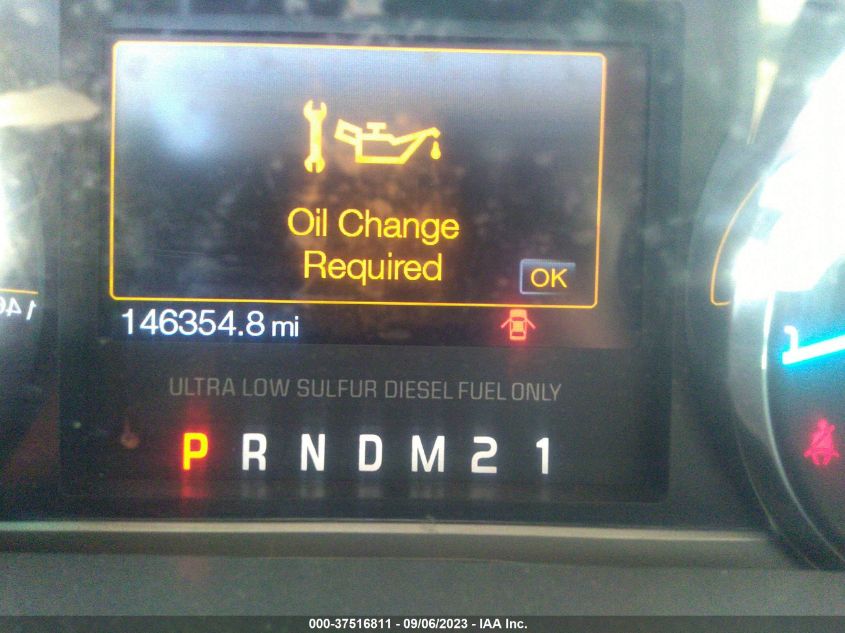 Oil Change
Required
OK
146354.8 mi
ULTRA LOW SULFUR DIESEL FUEL ONLY
P R N D M 2 1
000-37516811 - 09/06/2023 - IAA Inc.